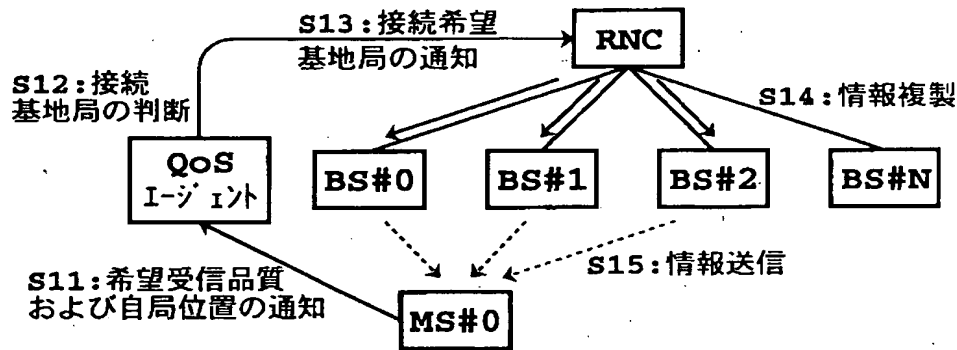 S13:接続希望
基地局の通知
RNC
S12:接続
基地局の判断
S14:情報複製
QoS
エージェント
BS#0
BS#1
BS#2
BS#N
S11:希望受信品質
および自局位置の通知
S15:情報送信
MS#0